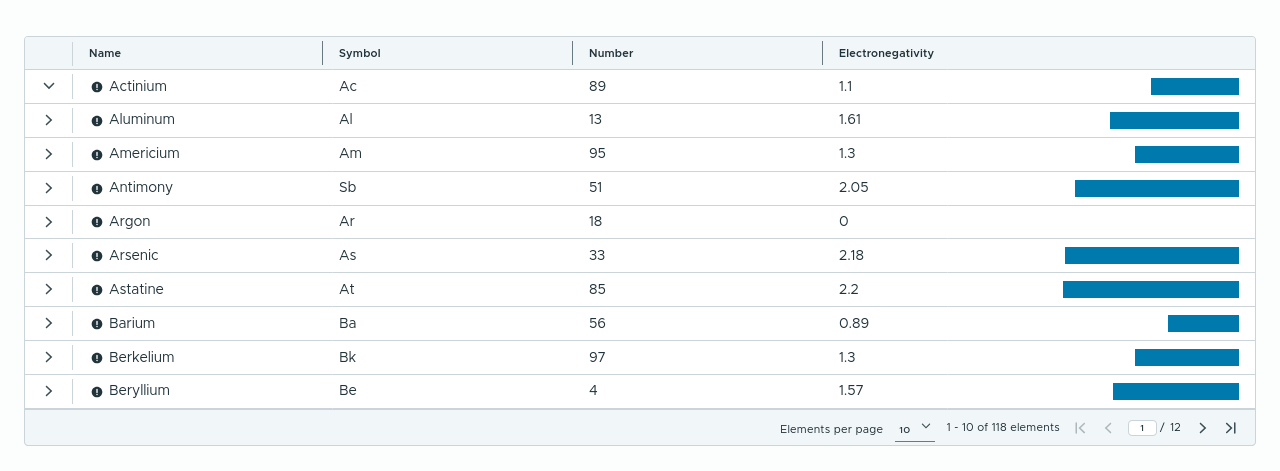 Name Symbol Number Electronegativity
Actinium Ac 89 1.1
Aluminum Al 13 1.61
Americium Am 95 1.3
Antimony Sb 51 2.05
Argon Ar 18 0
Arsenic As 33 2.18
Astatine At 85 2.2
Barium Ba 56 0.89
Berkelium Bk 97 1.3
Beryllium Be 4 1.57
Elements per page 10 1 - 10 of 118 elements 1 / 12